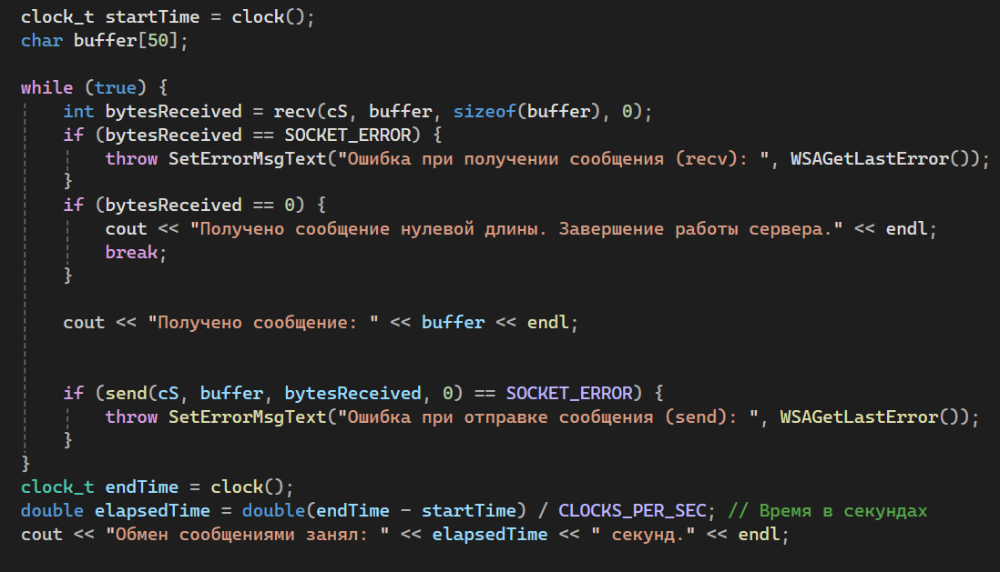 clock_t startTime = clock();
char buffer[50];
while (true) {
int bytesReceived = recv(cS, buffer, sizeof(buffer), 0);
if (bytesReceived == SOCKET_ERROR) {
throw SetErrorMsgText("Ошибка при получении сообщения (recv): ", WSAGetLastError());
}
if (bytesReceived == 0) {
cout << "Получено сообщение нулевой длины. Завершение работы сервера." << endl;
break;
}
cout << "Получено сообщение: " << buffer << endl;
if (send(cS, buffer, bytesReceived, 0) == SOCKET_ERROR) {
throw SetErrorMsgText("Ошибка при отправке сообщения (send): ", WSAGetLastError());
}
}
clock_t endTime = clock();
double elapsedTime = double(endTime - startTime) / CLOCKS_PER_SEC; // Время в секундах
cout << "Обмен сообщениями занял: " << elapsedTime << " секунд." << endl;